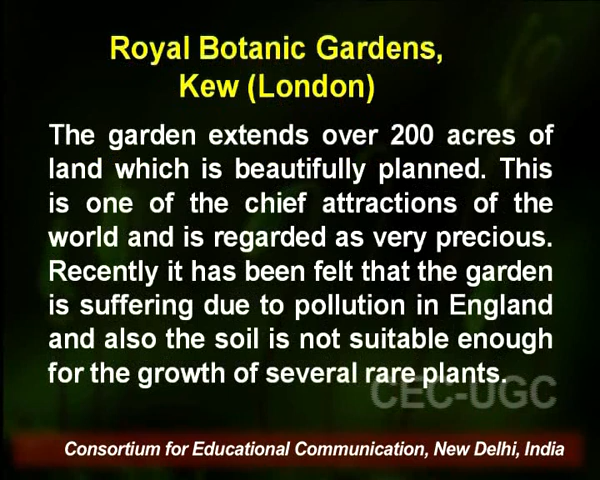 Royal Botanic Gardens,
Kew (London)
The garden extends over 200 acres of
land which is beautifully planned. This
is one of the chief attractions of the
world and is regarded as very precious.
Recently it has been felt that the garden
is suffering due to pollution in England
and also the soil is not suitable enough
for the growth of several rare plants.
CEC-UGC
Consortium for Educational Communication, New Delhi, India